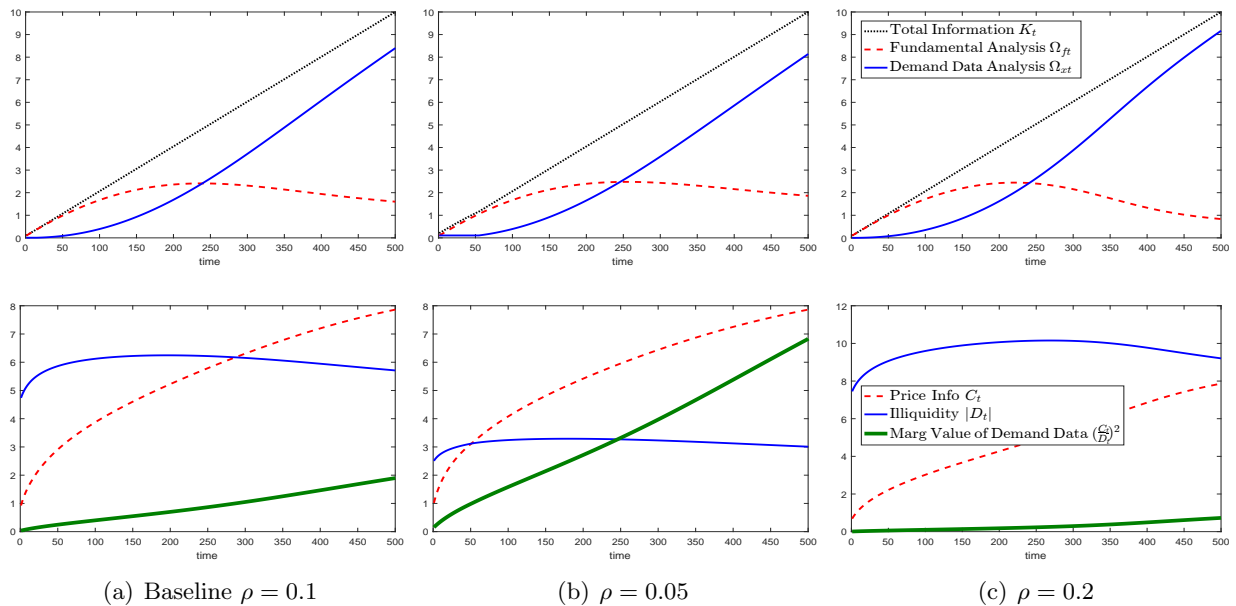 10
9
8
7
6
5
4
3
2
1
0
0 50 100 150 200 250 300 350 400 450 500
time
10
9
8
7
6
5
4
3
2
1
0
0 50 100 150 200 250 300 350 400 450 500
time
10
9
8
7
6
5
4
3
2
1
0
0 50 100 150 200 250 300 350 400 450 500
time
Total Information K_t
Fundamental Analysis Ω_ft
Demand Data Analysis Ω_xt
8
7
6
5
4
3
2
1
0
0 50 100 150 200 250 300 350 400 450 500
time
8
7
6
5
4
3
2
1
0
0 50 100 150 200 250 300 350 400 450 500
time
12
10
8
6
4
2
0
0 50 100 150 200 250 300 350 400 450 500
time
Price Info C_t
Illiquidity |D_t|
Marg Value of Demand Data (C_t/D_t)^2
(a) Baseline ρ = 0.1
(b) ρ = 0.05
(c) ρ = 0.2